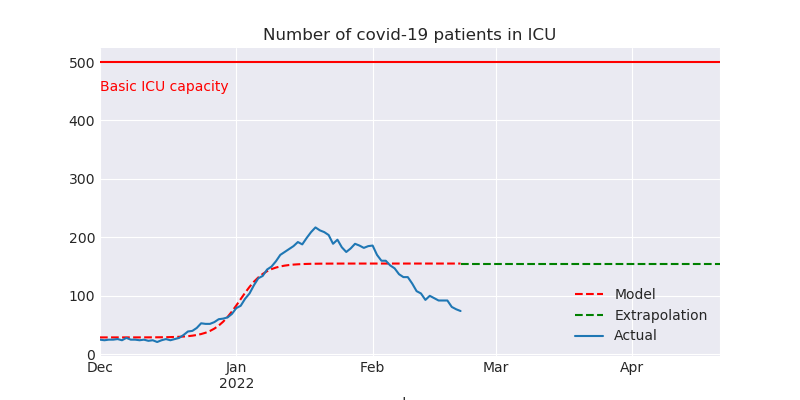 Number of covid-19 patients in ICU
500
Basic ICU capacity
400
300
200
100
0
Model
Extrapolation
Actual
Dec
Jan
2022
Feb
Mar
Apr